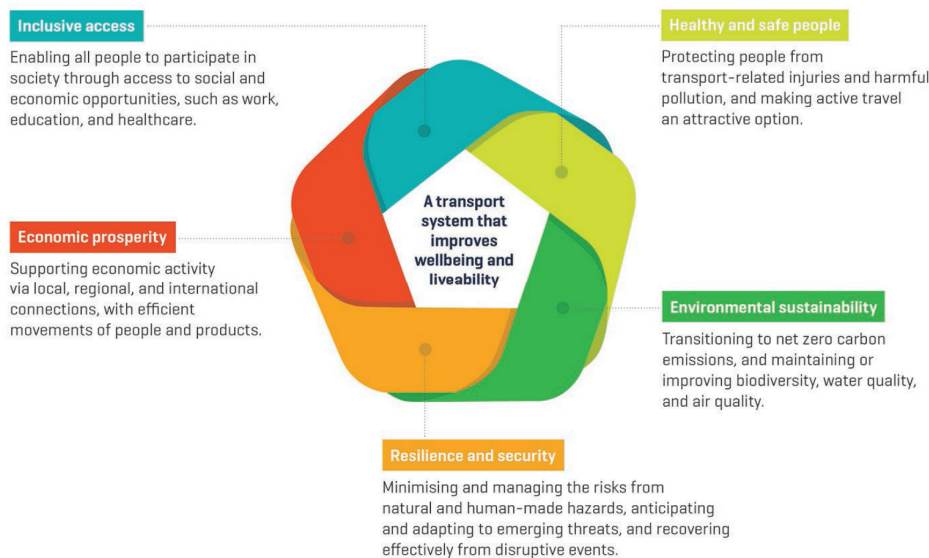 Inclusive access
Enabling all people to participate in
society through access to social and
economic opportunities, such as work,
education, and healthcare.
Healthy and safe people
Protecting people from
transport-related injuries and harmful
pollution, and making active travel
an attractive option.
A transport
system that
improves
wellbeing and
liveability
Economic prosperity
Supporting economic activity
via local, regional, and international
connections, with efficient
movements of people and products.
Environmental sustainability
Transitioning to net zero carbon
emissions, and maintaining or
improving biodiversity, water quality,
and air quality.
Resilience and security
Minimising and managing the risks from
natural and human-made hazards, anticipating
and adapting to emerging threats, and recovering
effectively from disruptive events.